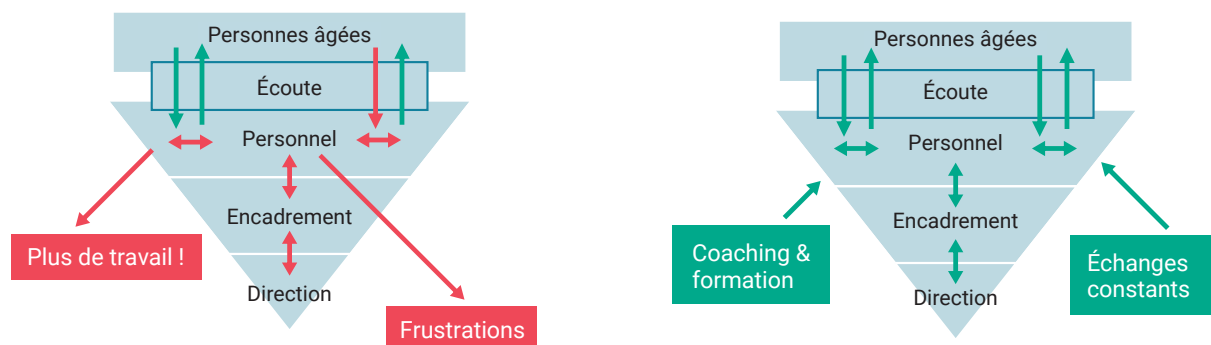 Personnes âgées
Écoute
Personnel
Encadrement
Direction
Plus de travail !
Frustrations
Personnes âgées
Écoute
Personnel
Encadrement
Direction
Coaching &
formation
Échanges
constants